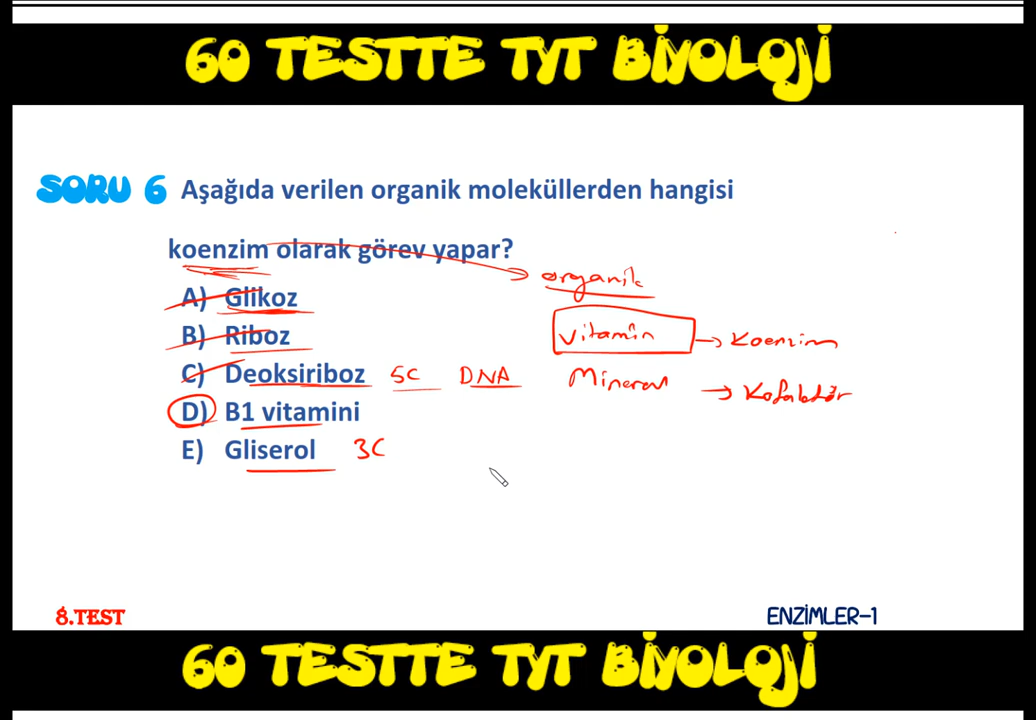 60 TESTTE TYT BİYOLOJİ
SORU 6 Aşağıda verilen organik moleküllerden hangisi
koenzim olarak görev yapar?
organik
A) Glikoz
B) Riboz
vitamin → Koenzim
C) Deoksiriboz 5C DNA
Mineral → Kofaktör
D) B1 vitamini
E) Gliserol 3C
8.TEST
ENZİMLER-1
60 TESTTE TYT BİYOLOJİ